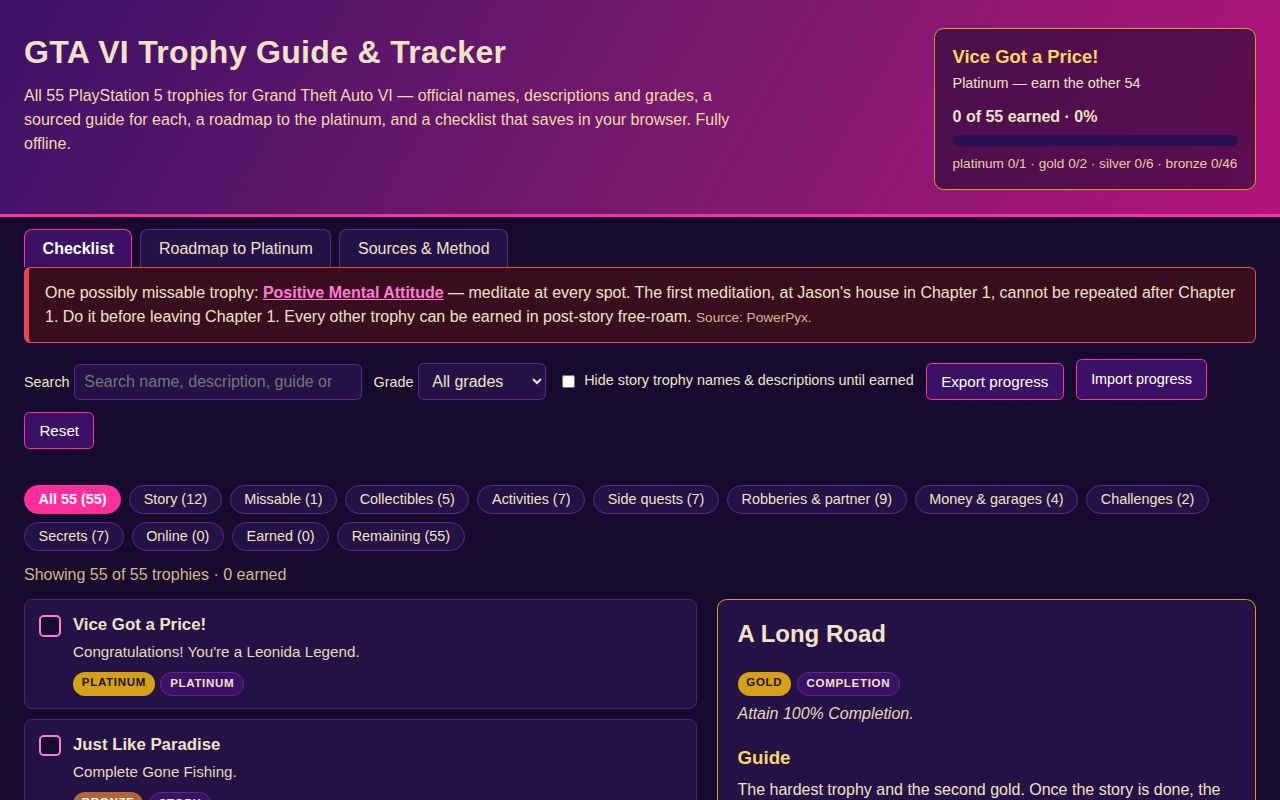 GTA VI Trophy Guide & Tracker
All 55 PlayStation 5 trophies for Grand Theft Auto VI — official names, descriptions and grades, a
sourced guide for each, a roadmap to the platinum, and a checklist that saves in your browser. Fully
offline.
Vice Got a Price!
Platinum — earn the other 54
0 of 55 earned · 0%
platinum 0/1 · gold 0/2 · silver 0/6 · bronze 0/46
Checklist
Roadmap to Platinum
Sources & Method
One possibly missable trophy: Positive Mental Attitude — meditate at every spot. The first meditation, at Jason's house in Chapter 1, cannot be repeated after Chapter
1. Do it before leaving Chapter 1. Every other trophy can be earned in post-story free-roam. Source: PowerPyx.
Search
Search name, description, guide or
Grade
All grades
Hide story trophy names & descriptions until earned
Export progress
Import progress
Reset
All 55 (55)
Story (12)
Missable (1)
Collectibles (5)
Activities (7)
Side quests (7)
Robberies & partner (9)
Money & garages (4)
Challenges (2)
Secrets (7)
Online (0)
Earned (0)
Remaining (55)
Showing 55 of 55 trophies · 0 earned
Vice Got a Price!
Congratulations! You're a Leonida Legend.
PLATINUM
PLATINUM
Just Like Paradise
Complete Gone Fishing.
BRONZE
STORY
A Long Road
GOLD
COMPLETION
Attain 100% Completion.
Guide
The hardest trophy and the second gold. Once the story is done, the